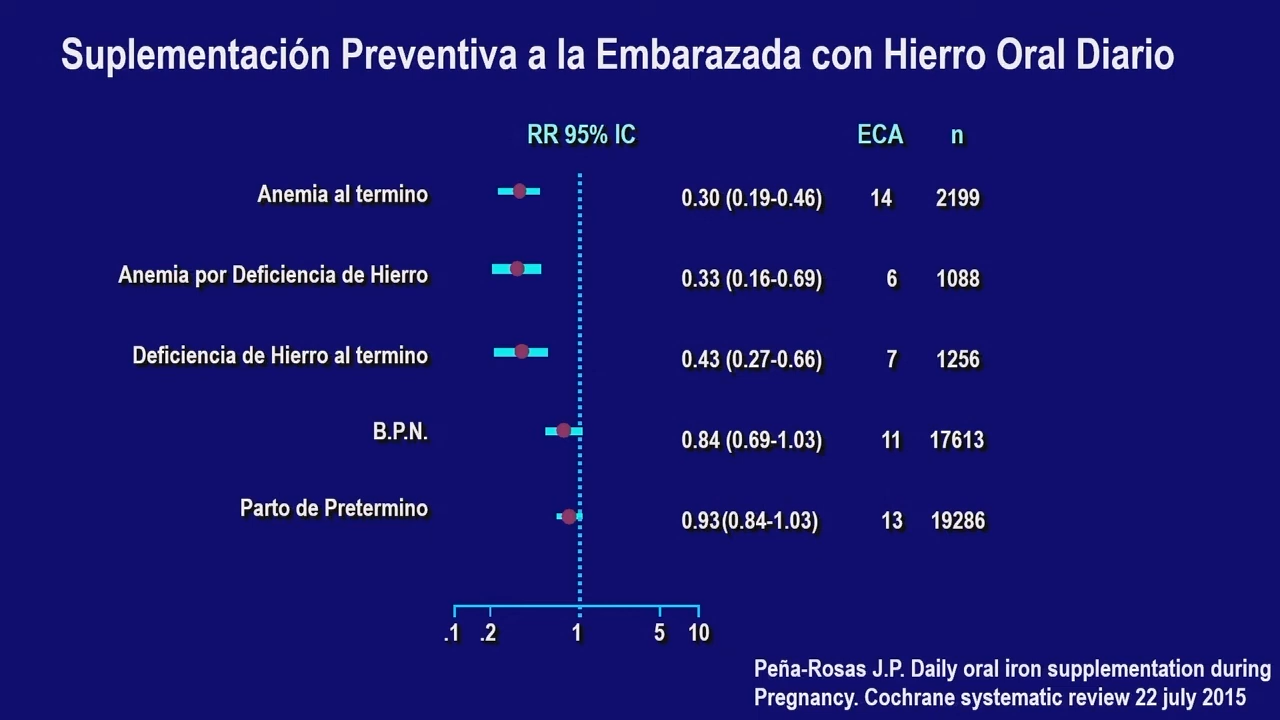 Suplementación Preventiva a la Embarazada con Hierro Oral Diario
RR 95% IC ECA n
Anemia al termino 0.30 (0.19-0.46) 14 2199
Anemia por Deficiencia de Hierro 0.33 (0.16-0.69) 6 1088
Deficiencia de Hierro al termino 0.43 (0.27-0.66) 7 1256
B.P.N. 0.84 (0.69-1.03) 11 17613
Parto de Pretermino 0.93(0.84-1.03) 13 19286
.1 .2 1 5 10
Peña-Rosas J.P. Daily oral iron supplementation during
Pregnancy. Cochrane systematic review 22 july 2015